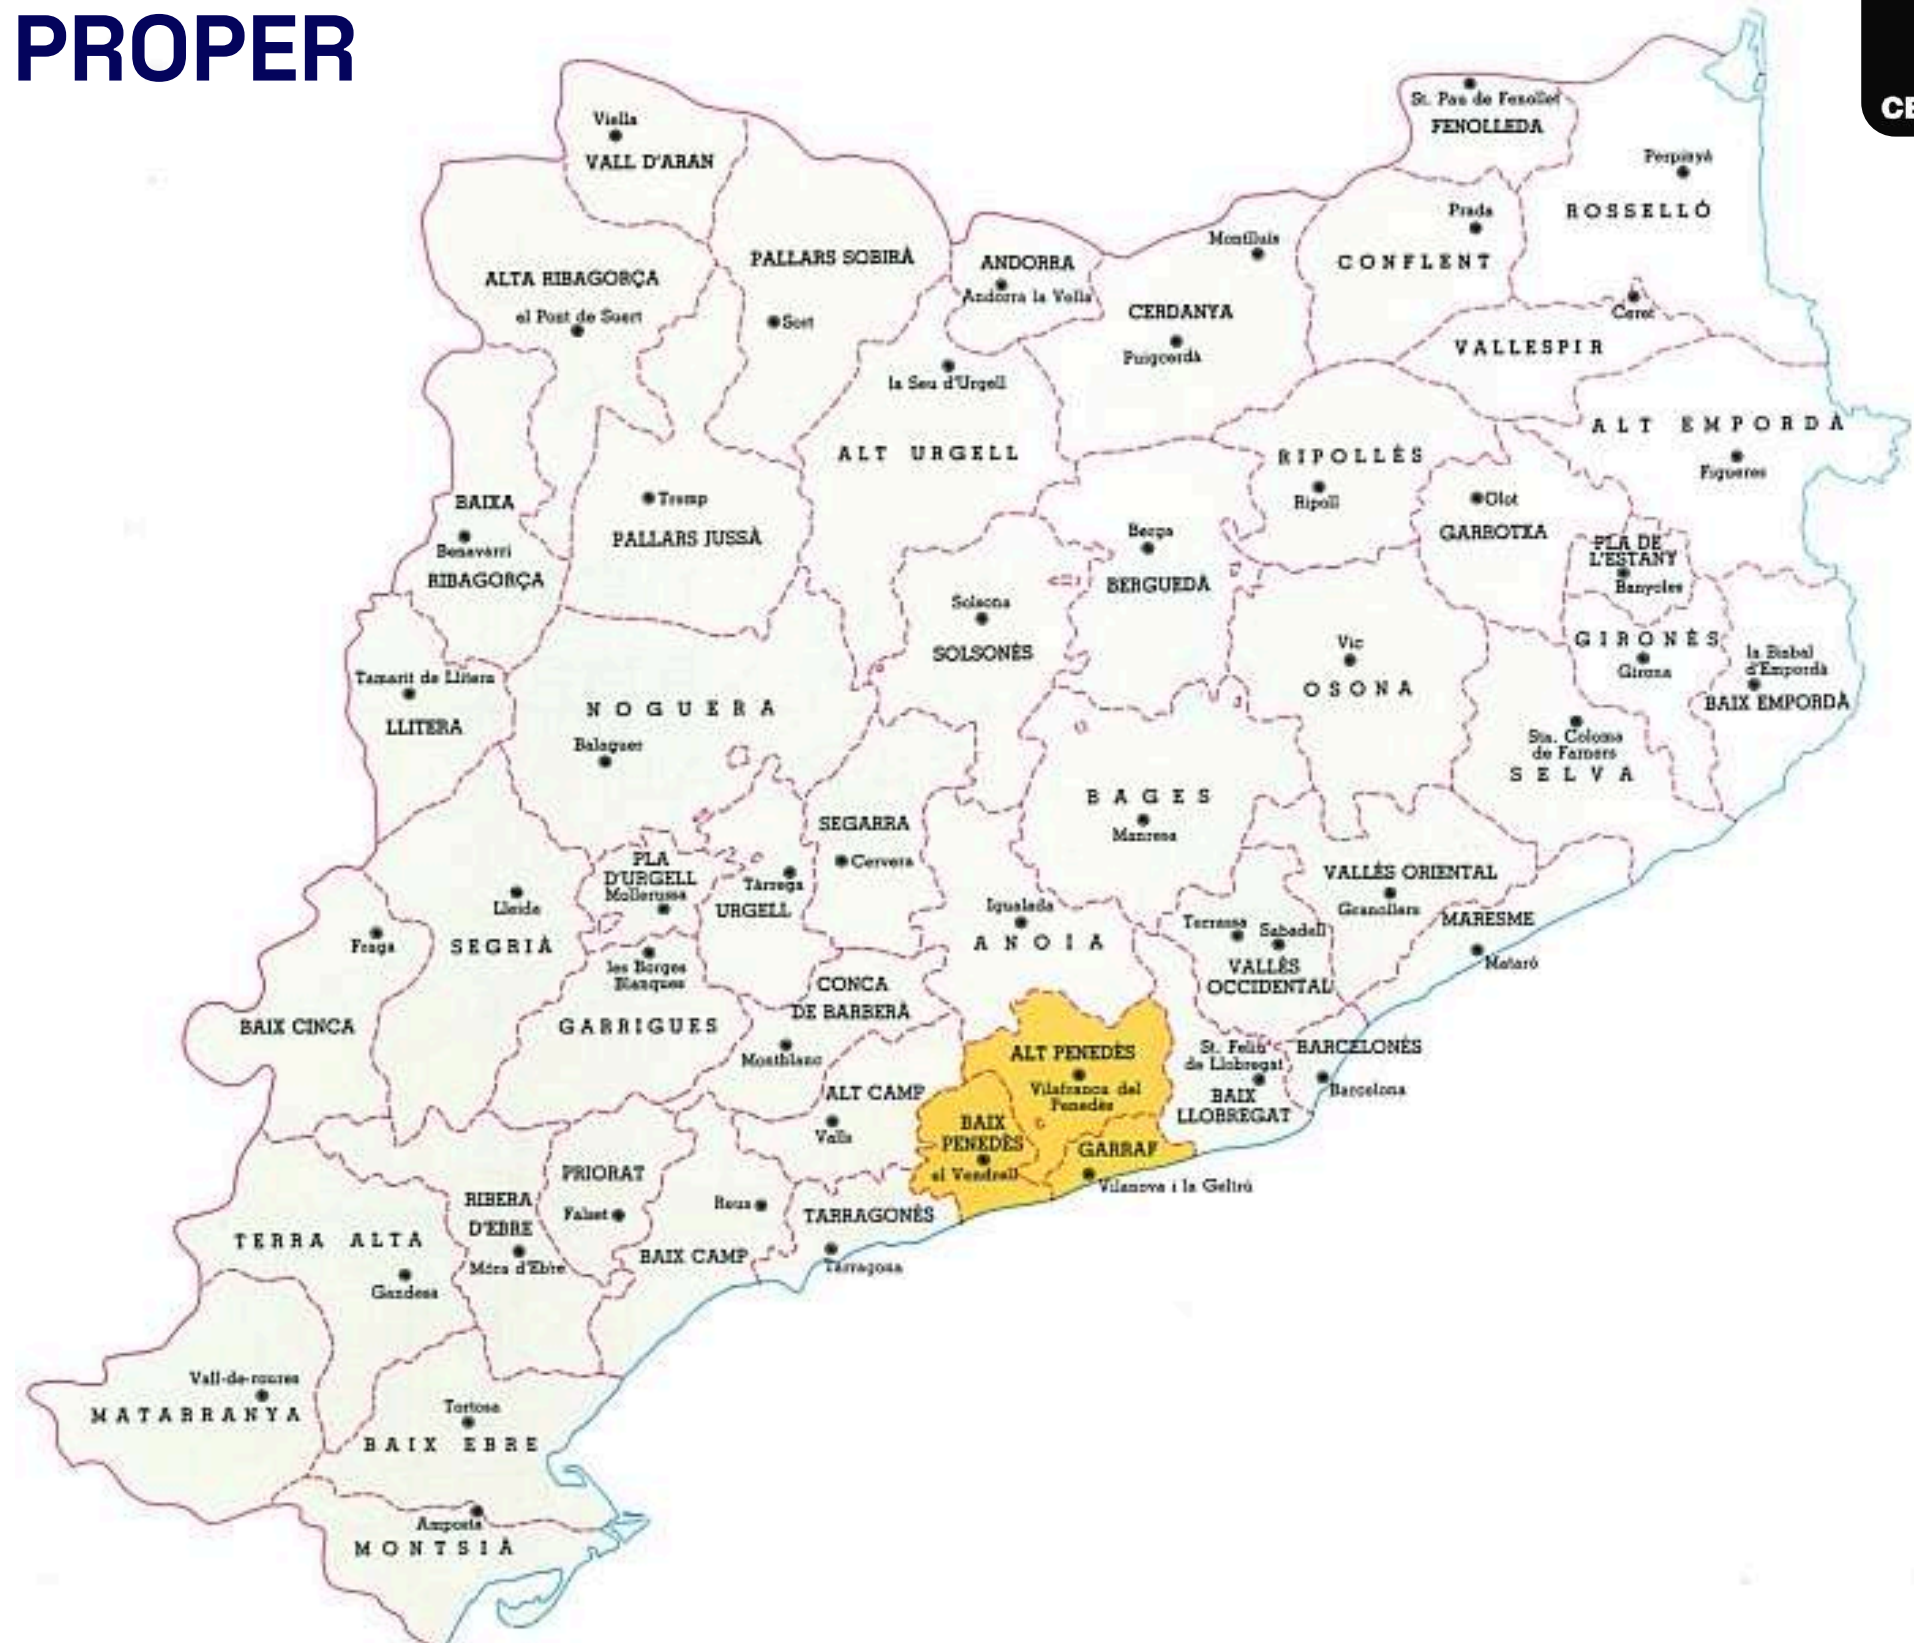 PROPER
CE
Viella
VALL D'ARAN
St. Pau de Fenollet
FENOLLEDA
Perpinyà
ROSSELLÓ
Prada
CONFLENT
Montlluís
PALLARS SOBIRÀ
Sort
ANDORRA
Andorra la Vella
ALTA RIBAGORÇA
el Pont de Suert
CERDANYA
Puigcerdà
Ceret
VALLESPIR
la Seu d'Urgell
ALT URGELL
ALT EMPORDÀ
Figueres
RIPOLLÈS
Ripoll
Olot
GARROTXA
BAIXA
Benavarri
RIBAGORÇA
Tremp
PALLARS JUSSÀ
Berga
BERGUEDÀ
PLA DE
L'ESTANY
Banyoles
Solsona
SOLSONÈS
Vic
OSONA
GIRONÈS
Girona
la Bisbal
d'Empordà
BAIX EMPORDÀ
Tamarit de Llitera
LLITERA
NOGUERA
Balaguer
Sta. Coloma
de Farners
SELVA
BAGES
Manresa
SEGARRA
Cervera
PLA
D'URGELL
Mollerussa
Tàrrega
URGELL
VALLÈS ORIENTAL
Granollers
MARESME
Mataró
Lleida
SEGRIÀ
Fraga
BAIX CINCA
Igualada
ANOIA
Terrassa
Sabadell
VALLÈS
OCCIDENTAL
les Borges
Blanques
GARRIGUES
CONCA
DE BARBERÀ
Montblanc
ALT PENEDÈS
Vilafranca del
Penedès
St. Feliu
de Llobregat
BAIX
LLOBREGAT
BARCELONÈS
Barcelona
ALT CAMP
Valls
BAIX
PENEDÈS
el Vendrell
GARRAF
Vilanova i la Geltrú
PRIORAT
Falset
RIBERA
D'EBRE
Móra d'Ebre
Reus
BAIX CAMP
TARRAGONÈS
Tarragona
TERRA ALTA
Gandesa
Vall-de-roures
MATARRANYA
Tortosa
BAIX EBRE
Amposta
MONTSIÀ